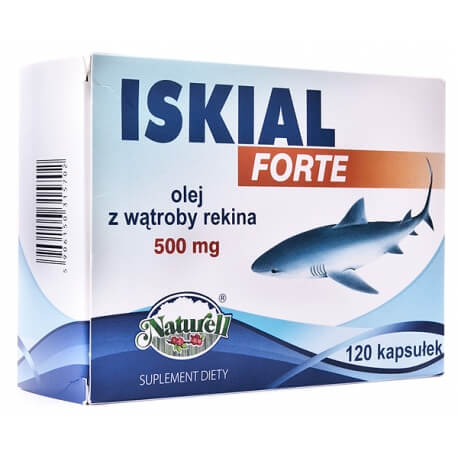 ISKIAL
FORTE
olej
z wątroby rekina
500 mg
Naturell
®
SUPLEMENT DIETY
120 kapsułek